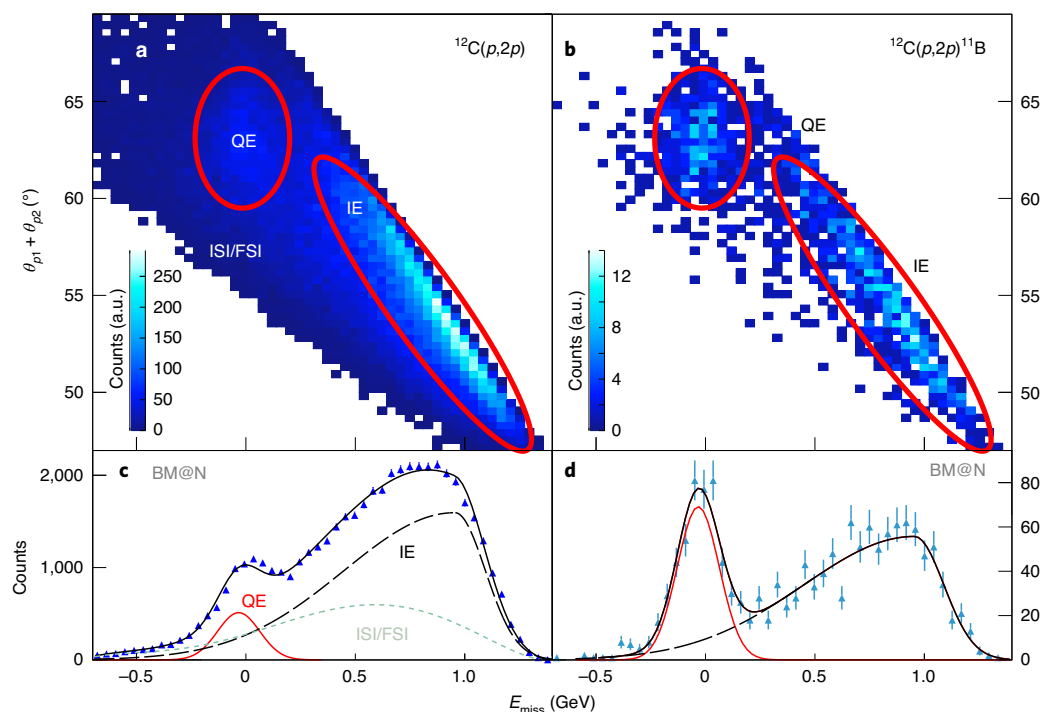 a
¹²C(p,2p)
QE
IE
ISI/FSI
Counts (a.u.)
250
200
150
100
50
0
65
60
55
50
θp1 + θp2 (°)
b
¹²C(p,2p)¹¹B
QE
IE
Counts (a.u.)
12
8
4
0
65
60
55
50
c
BM@N
IE
QE
ISI/FSI
2,000
1,000
0
Counts
−0.5
0
0.5
1.0
d
BM@N
80
60
40
20
0
−0.5
0
0.5
1.0
Emiss (GeV)